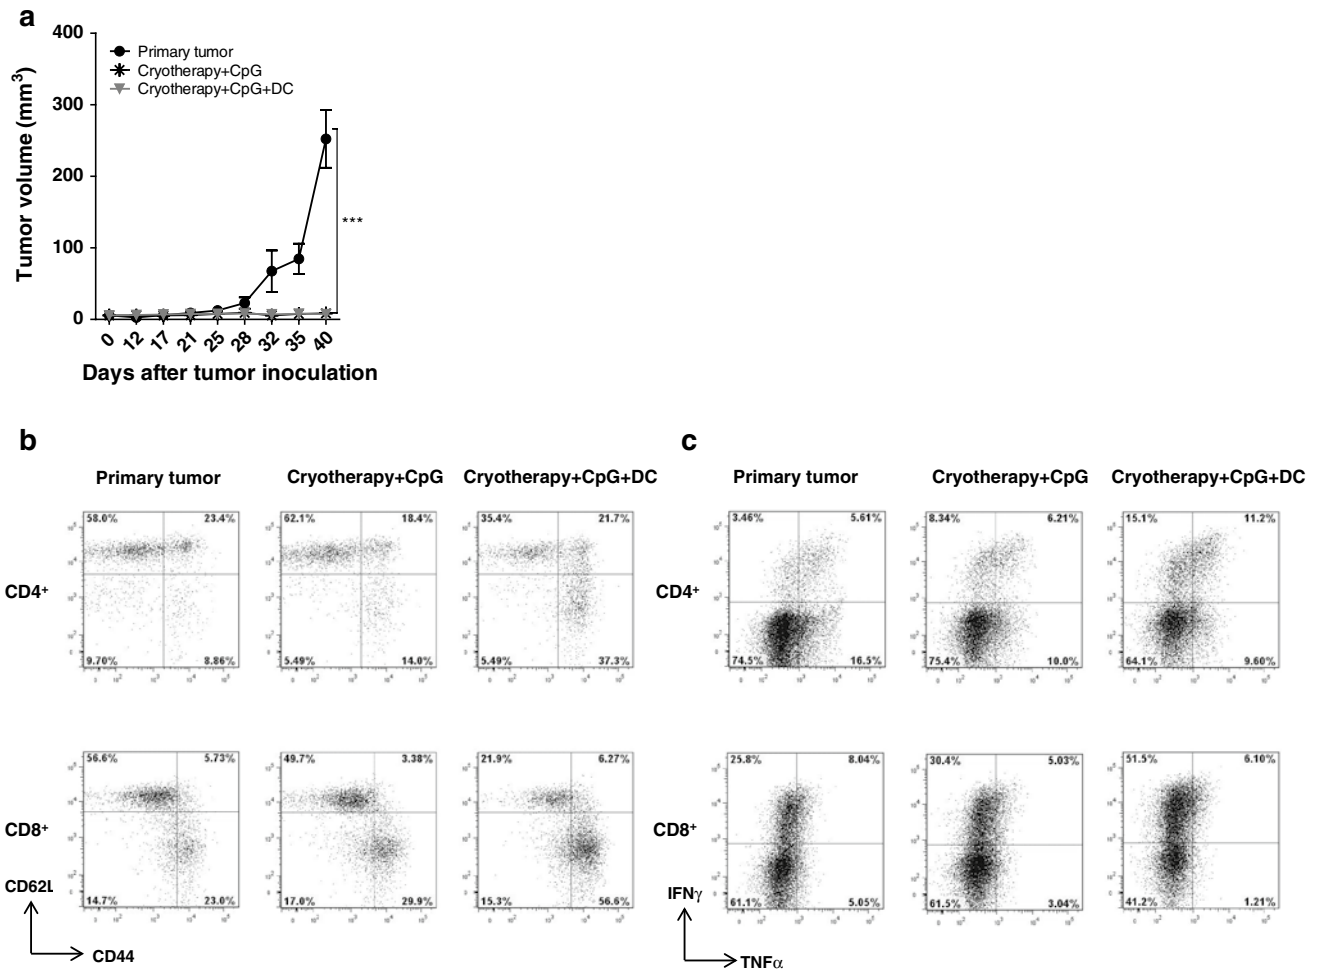 a
400
300
200
100
0
Tumor volume (mm³)
Primary tumor
Cryotherapy+CpG
Cryotherapy+CpG+DC
***
0 12 17 21 25 28 32 35 40
Days after tumor inoculation
b
Primary tumor Cryotherapy+CpG Cryotherapy+CpG+DC
CD4+
58.0% 23.4% 62.1% 18.4% 35.4% 21.7%
9.70% 8.86% 5.49% 14.0% 5.49% 37.3%
CD8+
56.6% 5.73% 49.7% 3.38% 21.9% 6.27%
14.7% 23.0% 17.0% 29.9% 15.3% 56.6%
CD62L
CD44
c
Primary tumor Cryotherapy+CpG Cryotherapy+CpG+DC
CD4+
3.46% 5.61% 8.34% 6.21% 15.1% 11.2%
74.5% 16.5% 75.4% 10.0% 64.1% 9.60%
CD8+
25.8% 8.04% 30.4% 5.03% 51.5% 6.10%
61.1% 5.05% 61.5% 3.04% 41.2% 1.21%
IFNγ
TNFα